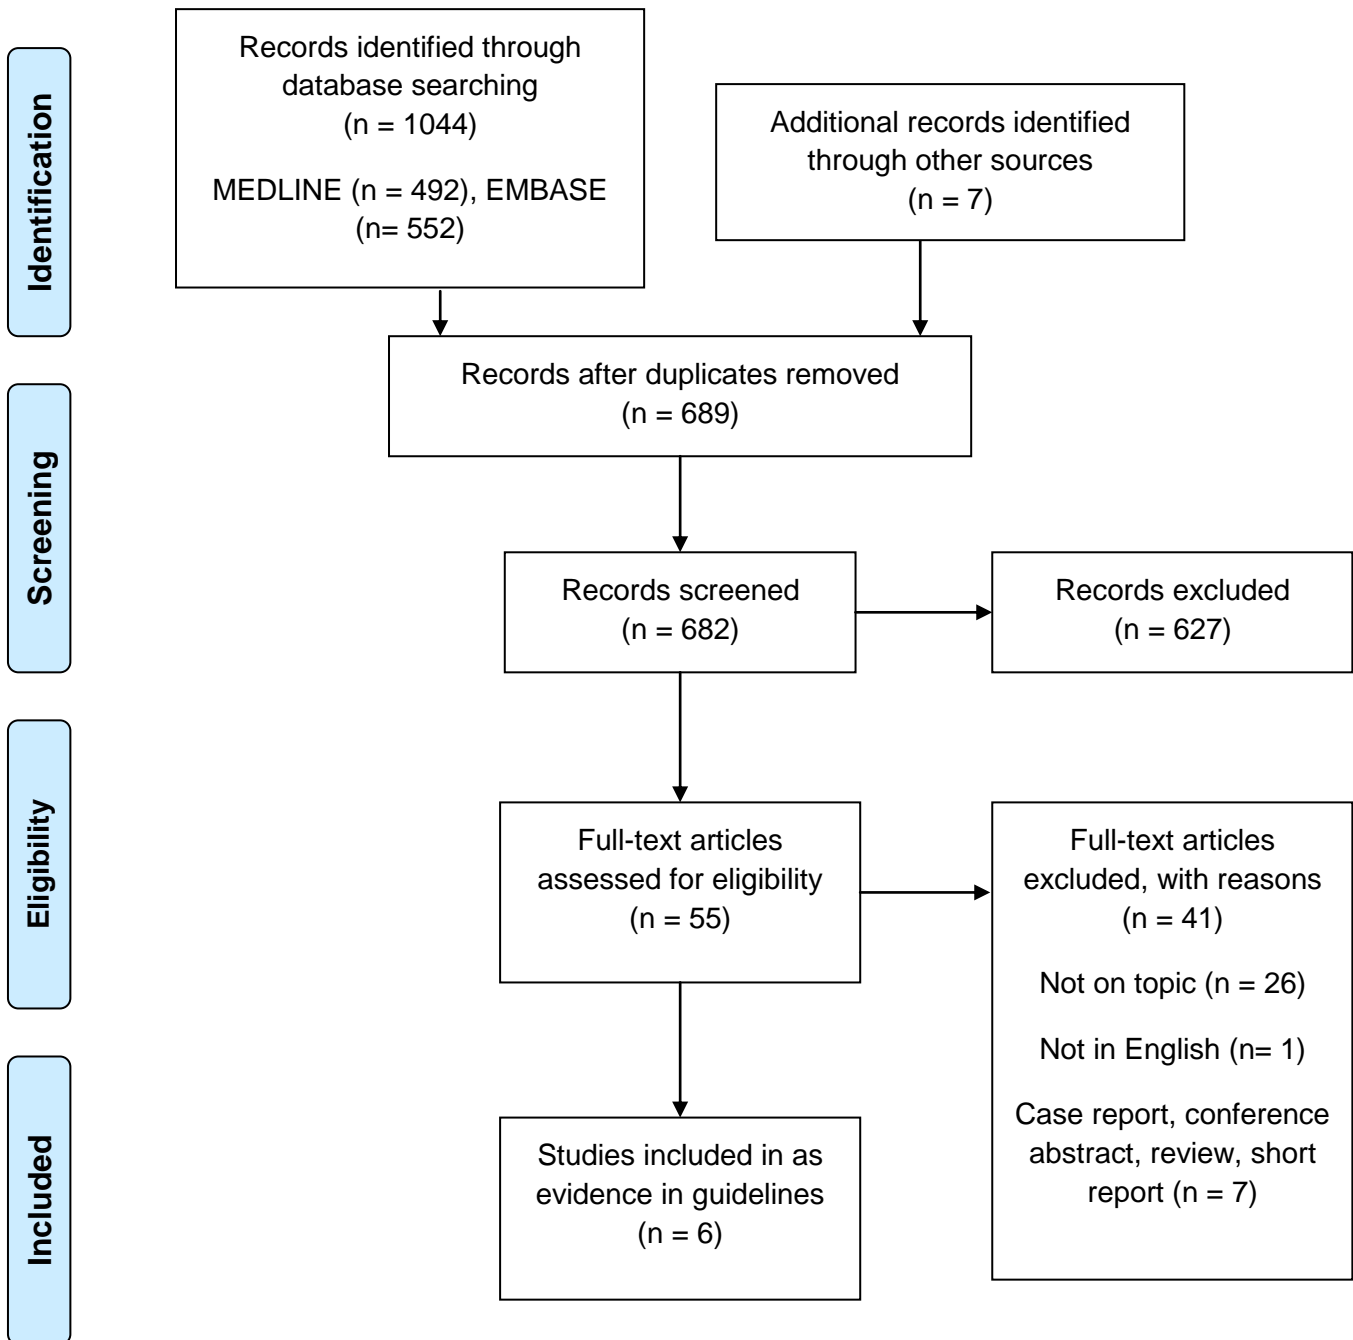 Identification
Records identified through
database searching
(n = 1044)
MEDLINE (n = 492), EMBASE
(n= 552)
Additional records identified
through other sources
(n = 7)
Records after duplicates removed
(n = 689)
Screening
Records screened
(n = 682)
Records excluded
(n = 627)
Eligibility
Full-text articles
assessed for eligibility
(n = 55)
Full-text articles
excluded, with reasons
(n = 41)
Not on topic (n = 26)
Not in English (n= 1)
Case report, conference
abstract, review, short
report (n = 7)
Included
Studies included in as
evidence in guidelines
(n = 6)